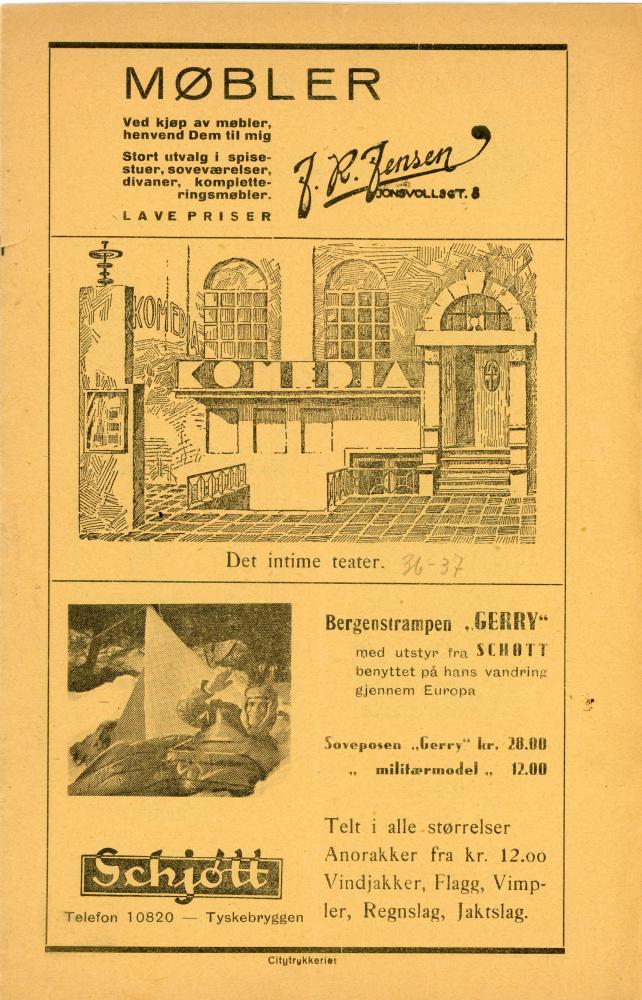 MØBLER
Ved kjøp av møbler,
henvend Dem til mig
Stort utvalg i spise-
stuer, soveværelser,
divaner, komplette-
ringsmøbler.
LAVE PRISER
J. R. Jensen
JONSVOLLSGT. 8
KOMEDIA
KOMEDIA
Det intime teater. 36-37
Bergenstrampen „GERRY“
med utstyr fra SCHØTT
benyttet på hans vandring
gjennem Europa
Soveposen „Gerry“ kr. 28.00
„ militærmodel „ 12.00
Telt i alle størrelser
Anorakker fra kr. 12.00
Vindjakker, Flagg, Vimp-
ler, Regnslag, Jaktslag.
Schjött
Telefon 10820 — Tyskebryggen
Citytrykkeriet